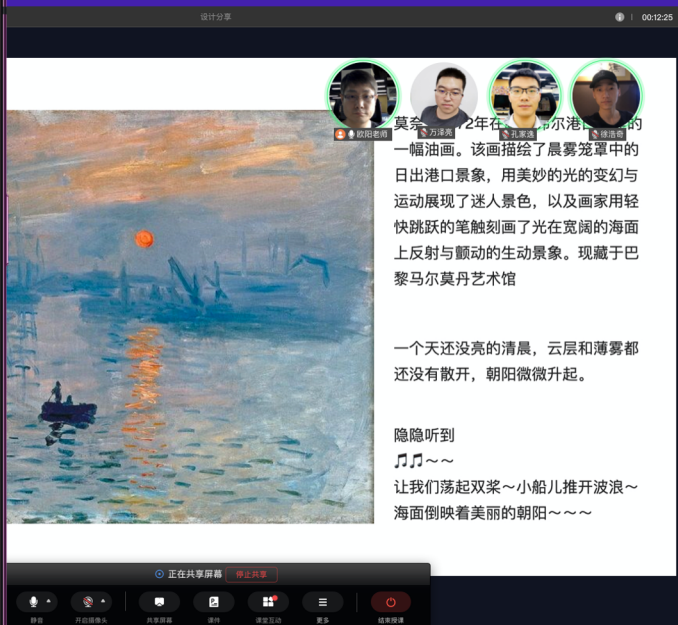 设计分享
00:12:25
欧阳老师
万泽亮
孔家逸
徐浩奇
莫奈 2年在 尔港 的
一幅油画。该画描绘了晨雾笼罩中的
日出港口景象，用美妙的光的变幻与
运动展现了迷人景色，以及画家用轻
快跳跃的笔触刻画了光在宽阔的海面
上反射与颤动的生动景象。现藏于巴
黎马尔莫丹艺术馆
一个天还没亮的清晨，云层和薄雾都
还没有散开，朝阳微微升起。
隐隐听到
🎵🎵～～
让我们荡起双桨～小船儿推开波浪～
海面倒映着美丽的朝阳～～～
正在共享屏幕 停止共享
静音 开启摄像头 共享屏幕 课件 课堂互动 更多 结束授课